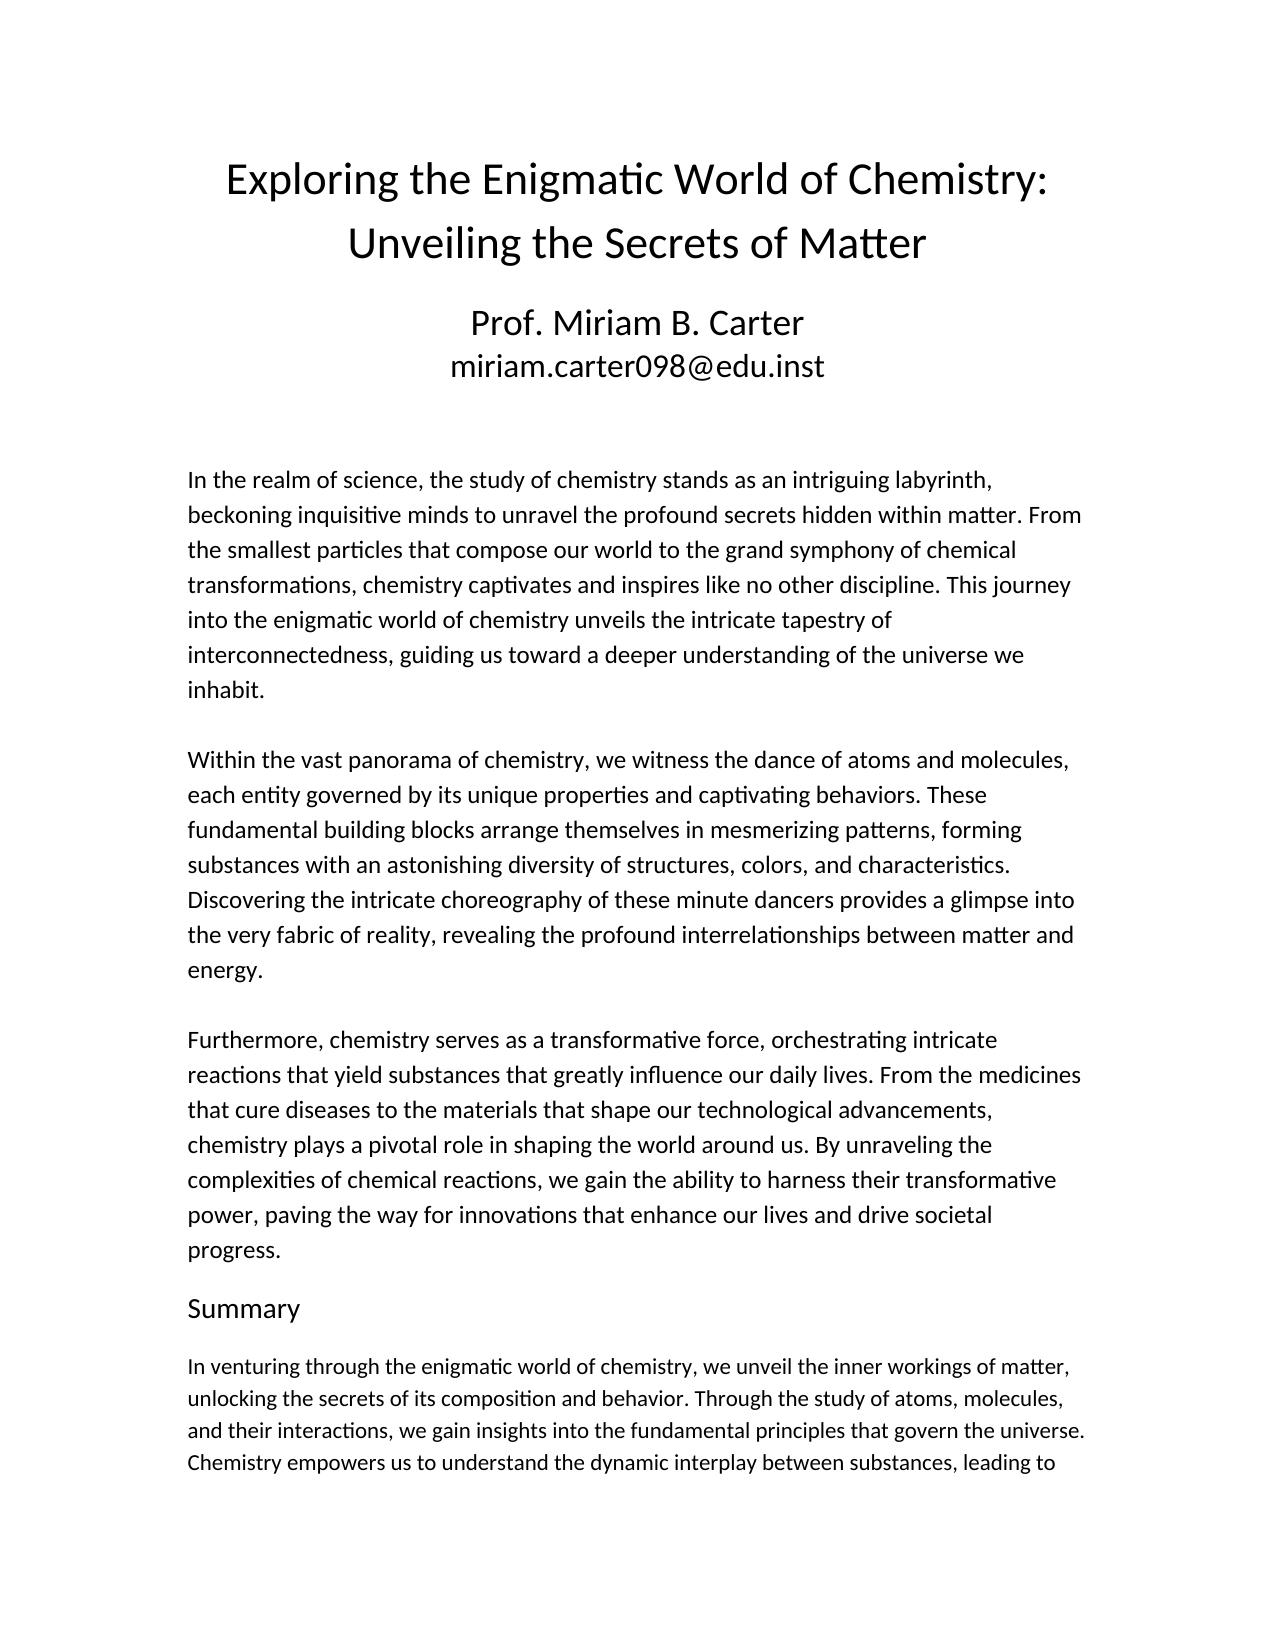 Exploring the Enigmatic World of Chemistry:
Unveiling the Secrets of Matter
Prof. Miriam B. Carter
miriam.carter098@edu.inst
In the realm of science, the study of chemistry stands as an intriguing labyrinth,
beckoning inquisitive minds to unravel the profound secrets hidden within matter. From
the smallest particles that compose our world to the grand symphony of chemical
transformations, chemistry captivates and inspires like no other discipline. This journey
into the enigmatic world of chemistry unveils the intricate tapestry of
interconnectedness, guiding us toward a deeper understanding of the universe we
inhabit.
Within the vast panorama of chemistry, we witness the dance of atoms and molecules,
each entity governed by its unique properties and captivating behaviors. These
fundamental building blocks arrange themselves in mesmerizing patterns, forming
substances with an astonishing diversity of structures, colors, and characteristics.
Discovering the intricate choreography of these minute dancers provides a glimpse into
the very fabric of reality, revealing the profound interrelationships between matter and
energy.
Furthermore, chemistry serves as a transformative force, orchestrating intricate
reactions that yield substances that greatly influence our daily lives. From the medicines
that cure diseases to the materials that shape our technological advancements,
chemistry plays a pivotal role in shaping the world around us. By unraveling the
complexities of chemical reactions, we gain the ability to harness their transformative
power, paving the way for innovations that enhance our lives and drive societal
progress.
Summary
In venturing through the enigmatic world of chemistry, we unveil the inner workings of matter,
unlocking the secrets of its composition and behavior. Through the study of atoms, molecules,
and their interactions, we gain insights into the fundamental principles that govern the universe.
Chemistry empowers us to understand the dynamic interplay between substances, leading to